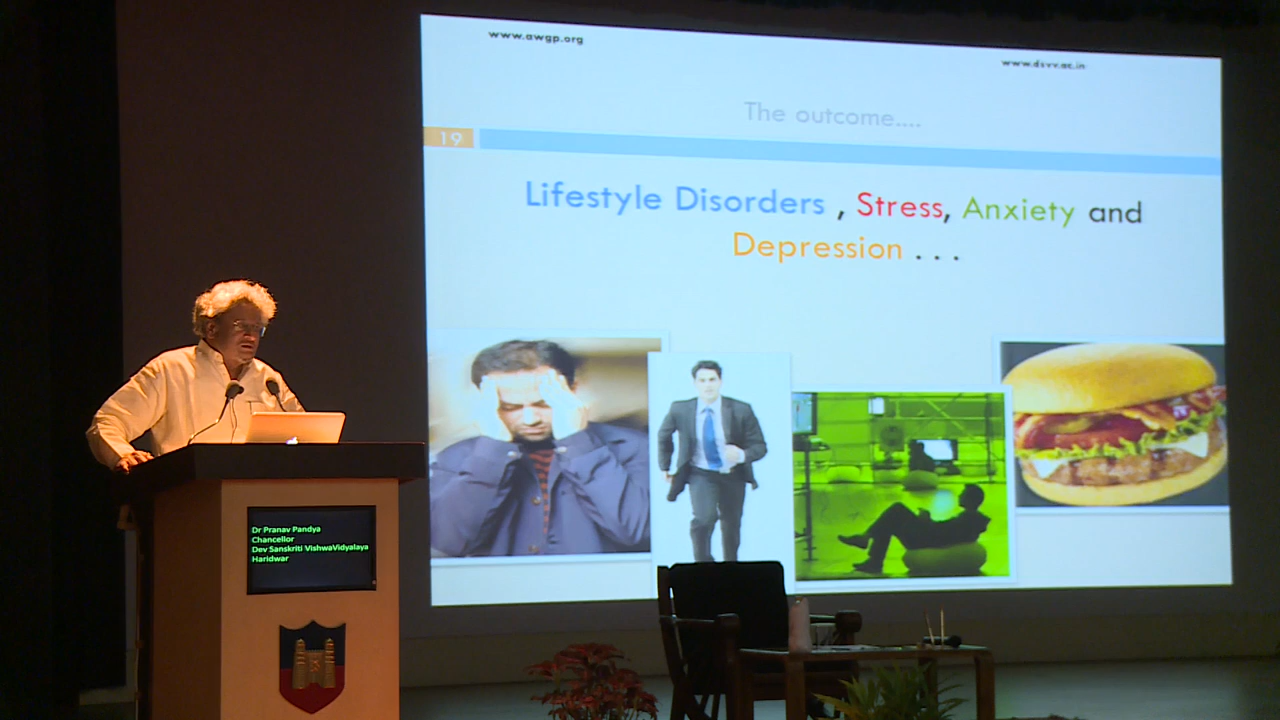 www.awgp.org
www.dsvv.ac.in
The outcome....
19
Lifestyle Disorders , Stress, Anxiety and
Depression . . .
Dr Pranav Pandya
Chancellor
Dev Sanskriti VishwaVidyalaya
Haridwar